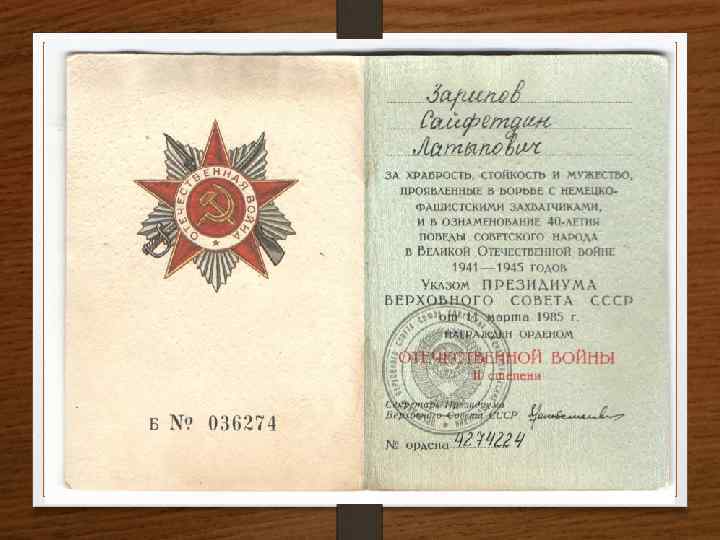 ОТЕЧЕСТВЕННАЯ ВОЙНА
Б № 036274
Зарипов
Сайфетдин
Латыпович
ЗА ХРАБРОСТЬ, СТОЙКОСТЬ И МУЖЕСТВО,
ПРОЯВЛЕННЫЕ В БОРЬБЕ С НЕМЕЦКО-
ФАШИСТСКИМИ ЗАХВАТЧИКАМИ,
И В ОЗНАМЕНОВАНИЕ 40-ЛЕТИЯ
ПОБЕДЫ СОВЕТСКОГО НАРОДА
В ВЕЛИКОЙ ОТЕЧЕСТВЕННОЙ ВОЙНЕ
1941—1945 ГОДОВ
УКАЗОМ ПРЕЗИДИУМА
ВЕРХОВНОГО СОВЕТА СССР
от 11 марта 1985 г.
НАГРАЖДЕН ОРДЕНОМ
ОТЕЧЕСТВЕННОЙ ВОЙНЫ
II степени
Секретарь Президиума
Верховного Совета СССР
№ ордена 4274224